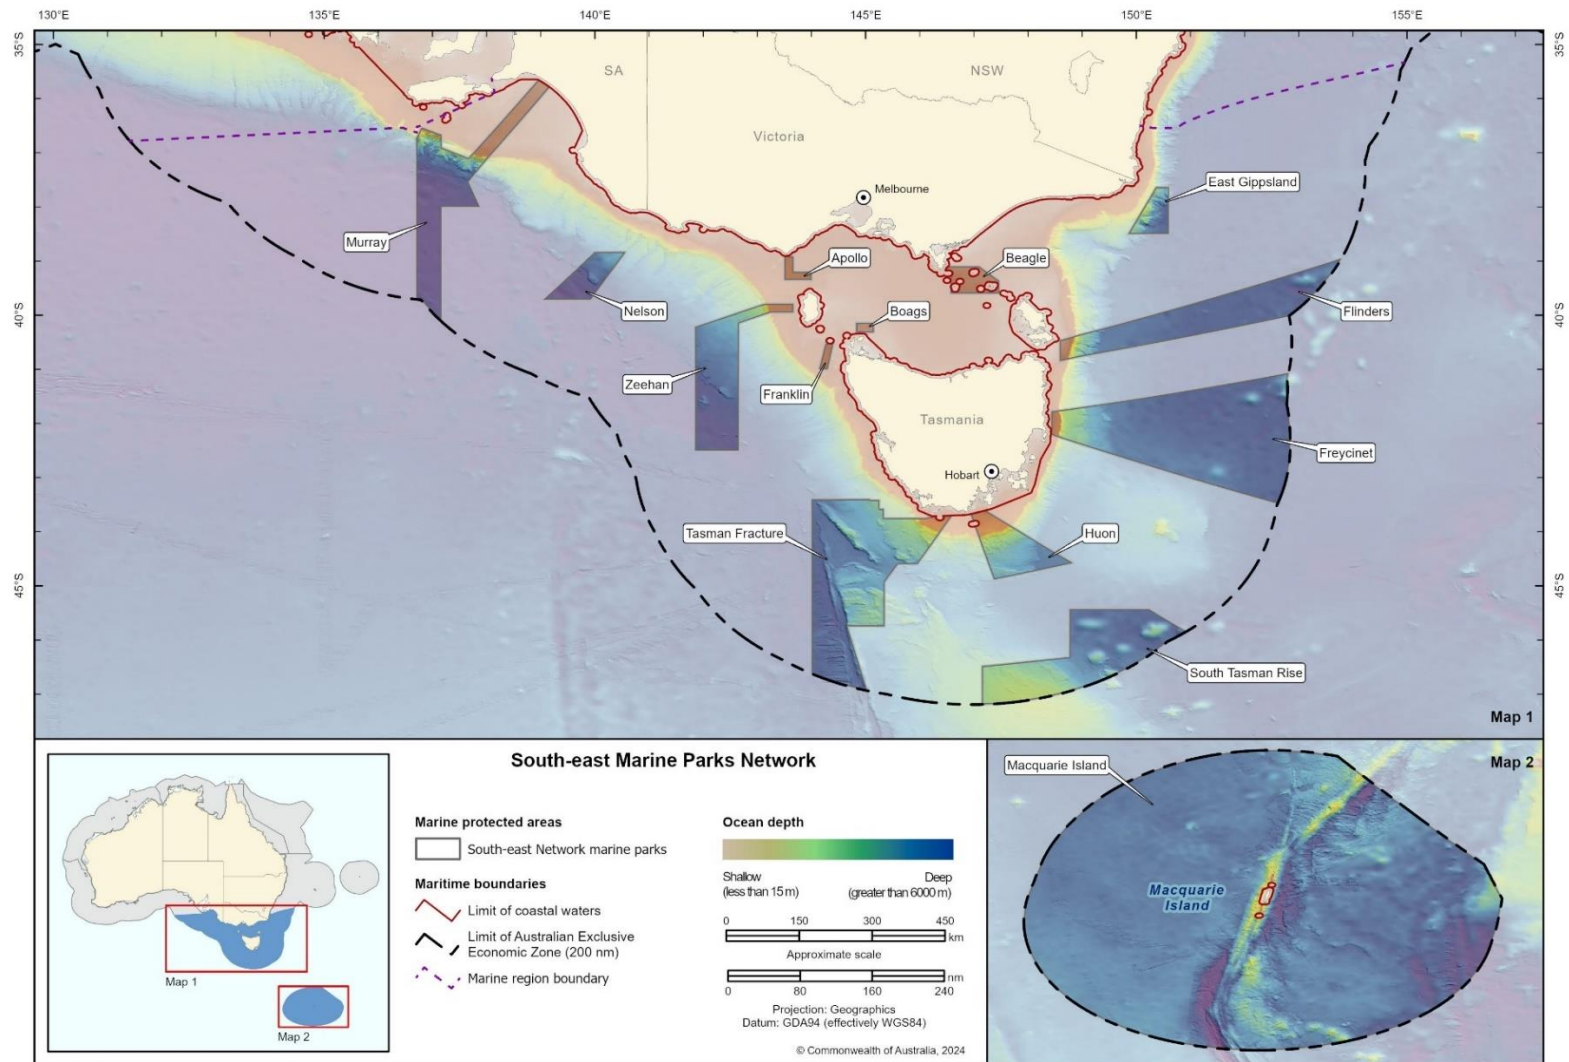 130°E
135°E
140°E
145°E
150°E
155°E
35°S
35°S
SA
NSW
Victoria
Melbourne
East Gippsland
Murray
Apollo
Beagle
Nelson
Boags
Flinders
40°S
40°S
Zeehan
Franklin
Tasmania
Freycinet
Hobart
Tasman Fracture
Huon
45°S
45°S
South Tasman Rise
Map 1
South-east Marine Parks Network
Marine protected areas
South-east Network marine parks
Maritime boundaries
Limit of coastal waters
Limit of Australian Exclusive
Economic Zone (200 nm)
Marine region boundary
Ocean depth
Shallow
(less than 15 m)
Deep
(greater than 6000 m)
0 150 300 450
km
Approximate scale
nm
0 80 160 240
Projection: Geographics
Datum: GDA94 (effectively WGS84)
© Commonwealth of Australia, 2024
Map 1
Map 2
Macquarie Island
Map 2
Macquarie
Island